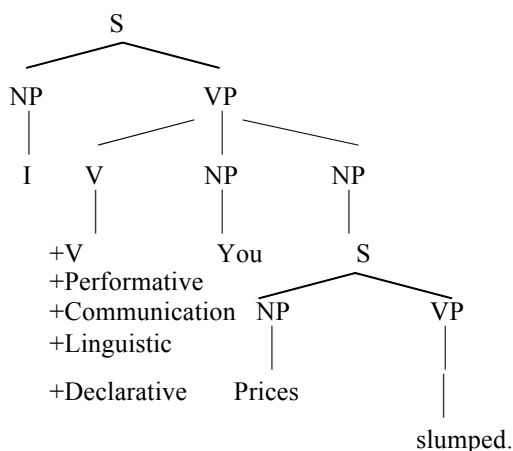 S
NP VP
I V NP NP
+V You S
+Performative
+Communication NP VP
+Linguistic
+Declarative Prices
slumped.